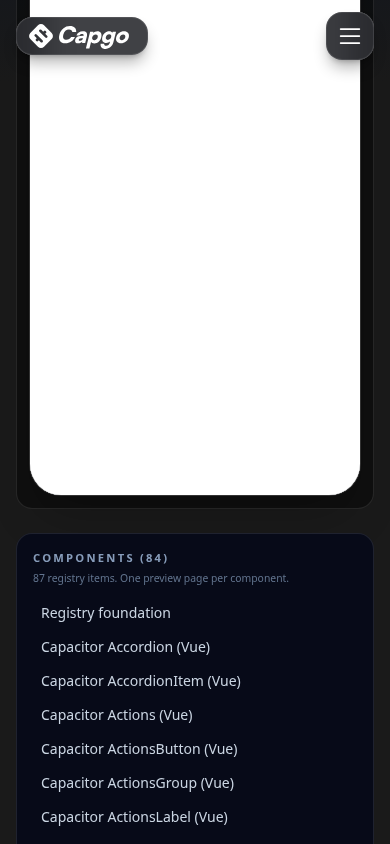 Capgo
COMPONENTS (84)
87 registry items. One preview page per component.
Registry foundation
Capacitor Accordion (Vue)
Capacitor AccordionItem (Vue)
Capacitor Actions (Vue)
Capacitor ActionsButton (Vue)
Capacitor ActionsGroup (Vue)
Capacitor ActionsLabel (Vue)